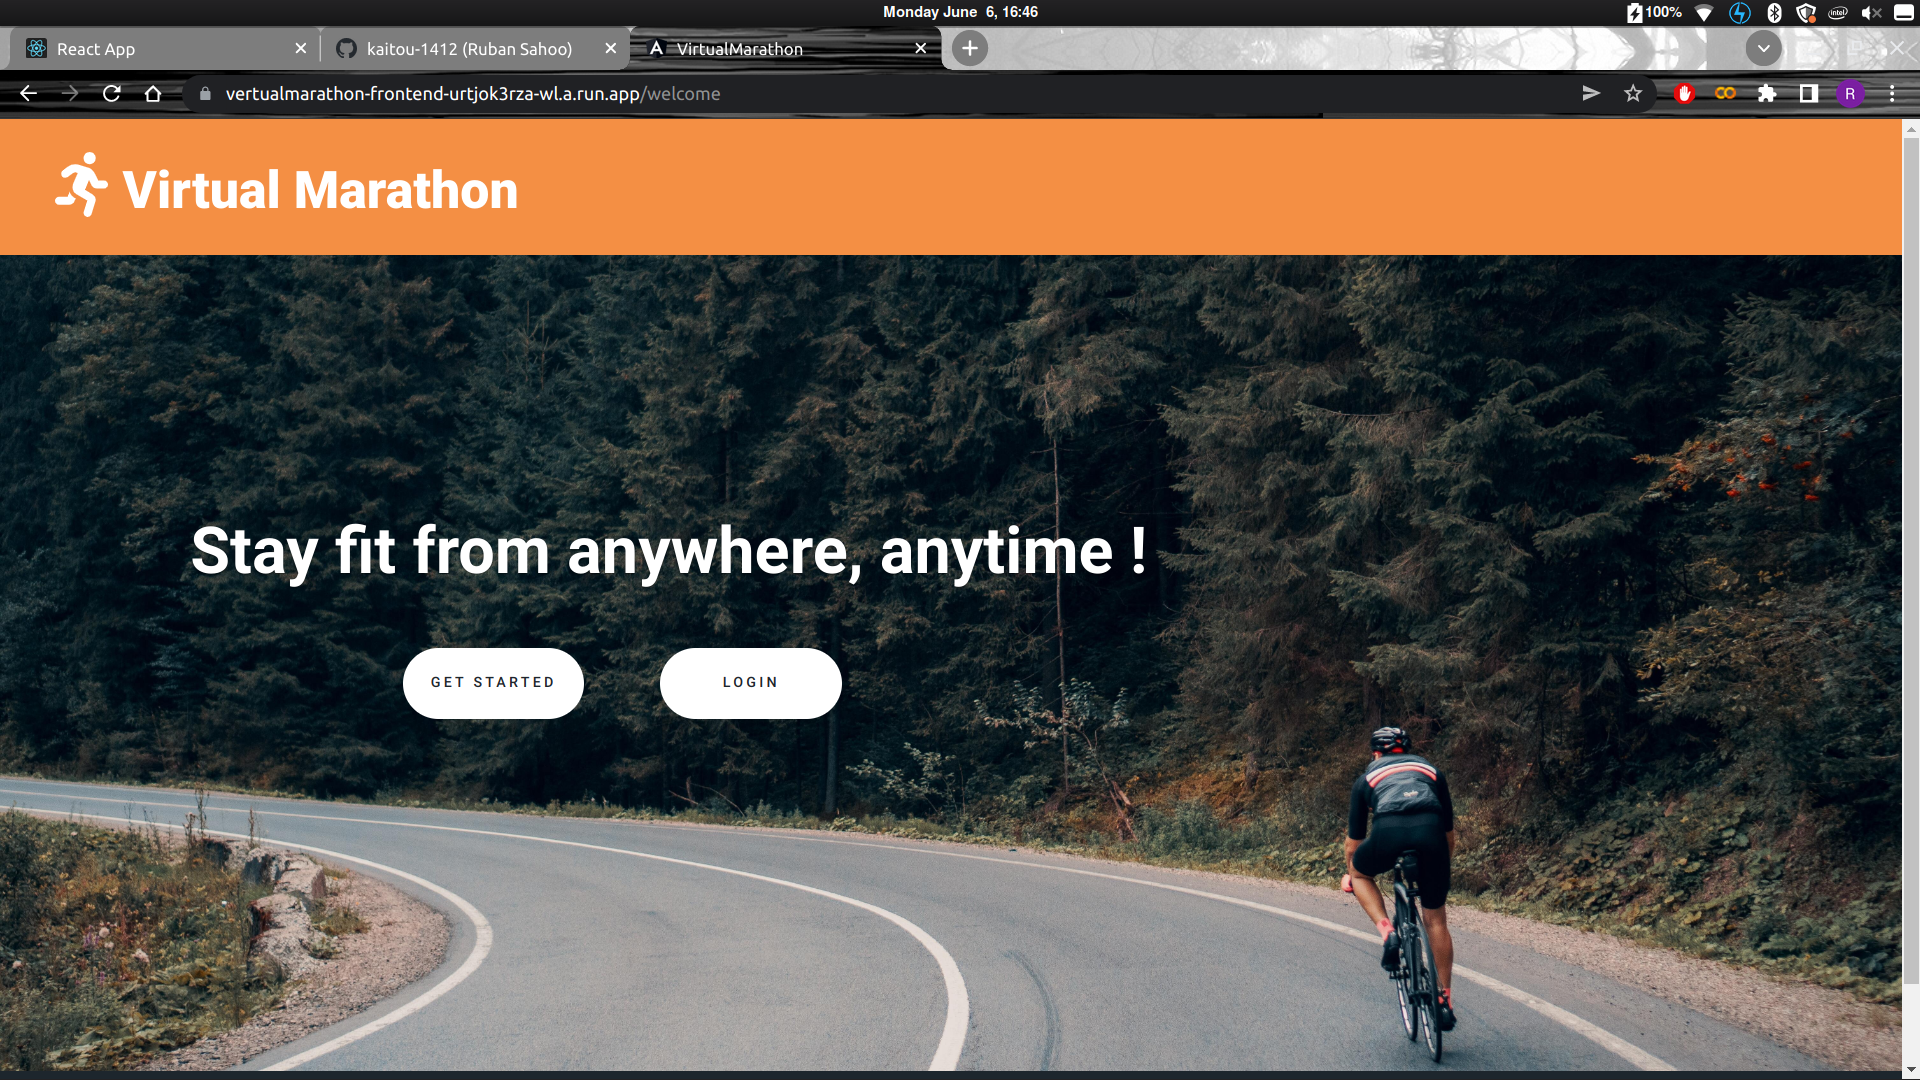 Monday June  6, 16:46
100%
intel
React App
kaitou-1412 (Ruban Sahoo)
VirtualMarathon
vertualmarathon-frontend-urtjok3rza-wl.a.run.app/welcome
R
Virtual Marathon
Stay fit from anywhere, anytime !
GET STARTED
LOGIN